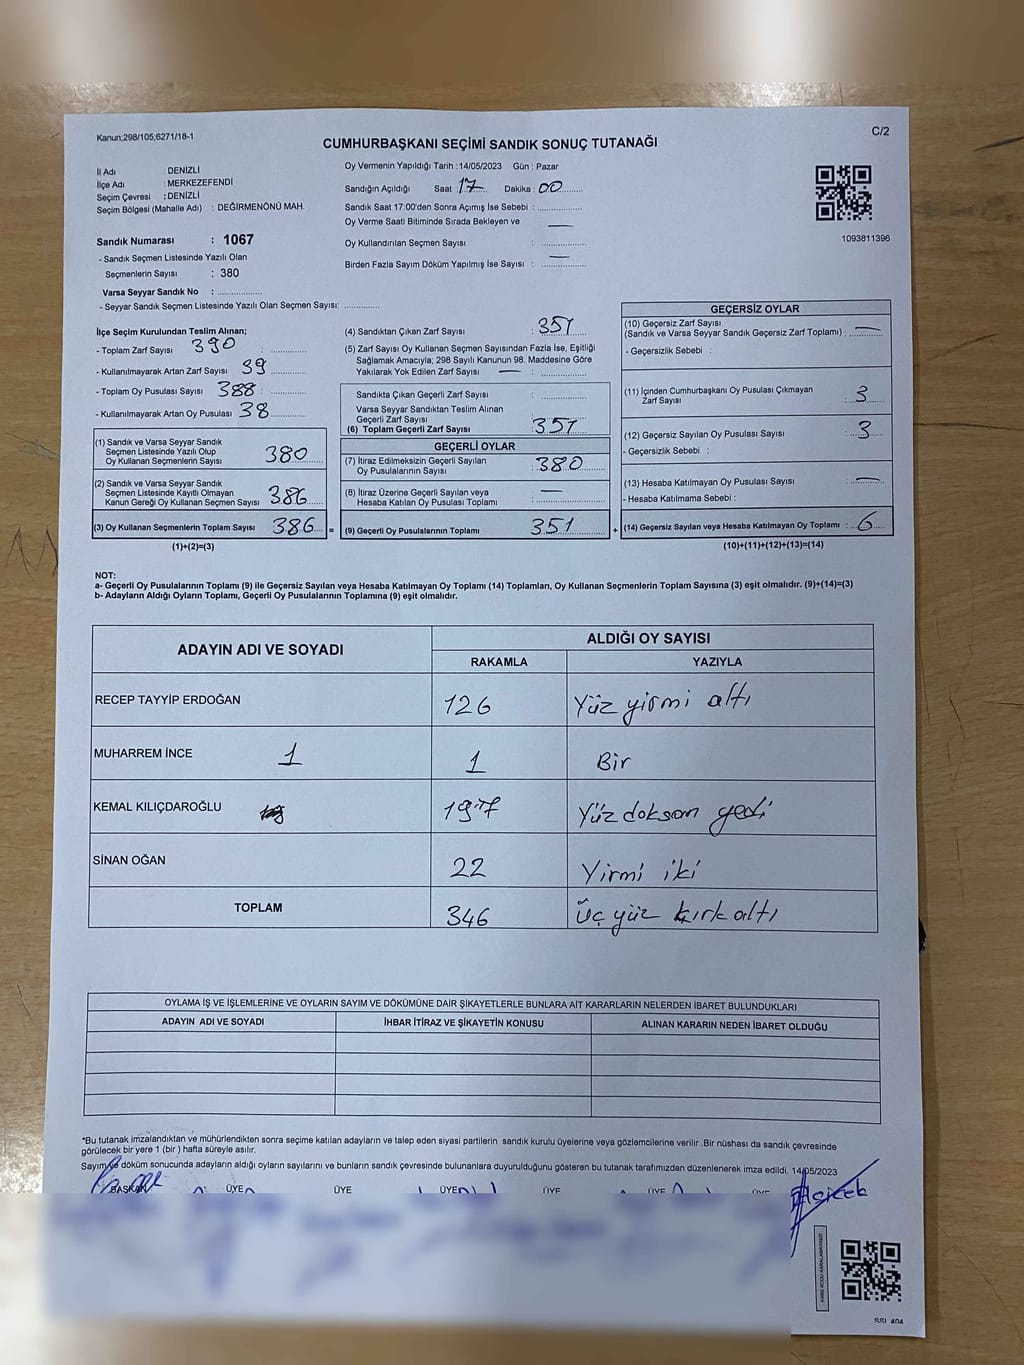 Kanun;298/105,6271/18-1
C/2
CUMHURBAŞKANI SEÇİMİ SANDIK SONUÇ TUTANAĞI
İl Adı : DENİZLİ
İlçe Adı : MERKEZEFENDİ
Seçim Çevresi : DENİZLİ
Seçim Bölgesi (Mahalle Adı) : DEĞİRMENÖNÜ MAH.
Sandık Numarası : 1067
- Sandık Seçmen Listesinde Yazılı Olan
Seçmenlerin Sayısı : 380
Varsa Seyyar Sandık No :
- Seyyar Sandık Seçmen Listesinde Yazılı Olan Seçmen Sayısı:
Oy Vermenin Yapıldığı Tarih :14/05/2023 Gün : Pazar
Sandığın Açıldığı Saat 17 Dakika : 00
Sandık Saat 17:00'den Sonra Açımış İse Sebebi :
Oy Verme Saati Bitiminde Sırada Bekleyen ve
Oy Kullandırılan Seçmen Sayısı :
Birden Fazla Sayım Döküm Yapılmış İse Sayısı :
1093811396
İlçe Seçim Kurulundan Teslim Alınan;
- Toplam Zarf Sayısı 390 :
- Kullanılmayarak Artan Zarf Sayısı 39
- Toplam Oy Pusulası Sayısı 388 :
- Kullanılmayarak Artan Oy Pusulası 38
(1) Sandık ve Varsa Seyyar Sandık
Seçmen Listesinde Yazılı Olup
Oy Kullanan Seçmenlerin Sayısı 380
(2) Sandık ve Varsa Seyyar Sandık
Seçmen Listesinde Kayıtlı Olmayan
Kanun Gereği Oy Kullanan Seçmen Sayısı 386
(3) Oy Kullanan Seçmenlerin Toplam Sayısı 386 =
(1)+(2)=(3)
(4) Sandıktan Çıkan Zarf Sayısı : 357
(5) Zarf Sayısı Oy Kullanan Seçmen Sayısından Fazla İse, Eşitliği
Sağlamak Amacıyla; 298 Sayılı Kanunun 98. Maddesine Göre
Yakılarak Yok Edilen Zarf Sayısı — :
Sandıkta Çıkan Geçerli Zarf Sayısı :
Varsa Seyyar Sandıktan Teslim Alınan
Geçerli Zarf Sayısı :
(6) Toplam Geçerli Zarf Sayısı : 357
GEÇERLİ OYLAR
(7) İtiraz Edilmeksizin Geçerli Sayılan
Oy Pusulalarının Sayısı : 380
(8) İtiraz Üzerine Geçerli Sayılan veya
Hesaba Katılan Oy Pusulası Toplamı : —
(9) Geçerli Oy Pusulalarının Toplamı : 351 +
GEÇERSİZ OYLAR
(10) Geçersiz Zarf Sayısı
(Sandık ve Varsa Seyyar Sandık Geçersiz Zarf Toplamı) : —
- Geçersizlik Sebebi :
(11) İçinden Cumhurbaşkanı Oy Pusulası Çıkmayan
Zarf Sayısı : 3
(12) Geçersiz Sayılan Oy Pusulası Sayısı : 3
- Geçersizlik Sebebi :
(13) Hesaba Katılmayan Oy Pusulası Sayısı : —
- Hesaba Katılmama Sebebi :
(14) Geçersiz Sayılan veya Hesaba Katılmayan Oy Toplamı : 6
(10)+(11)+(12)+(13)=(14)
NOT:
a- Geçerli Oy Pusulalarının Toplamı (9) ile Geçersiz Sayılan veya Hesaba Katılmayan Oy Toplamı (14) Toplamları, Oy Kullanan Seçmenlerin Toplam Sayısına (3) eşit olmalıdır. (9)+(14)=(3)
b- Adayların Aldığı Oyların Toplamı, Geçerli Oy Pusulalarının Toplamına (9) eşit olmalıdır.
ADAYIN ADI VE SOYADI ALDIĞI OY SAYISI
RAKAMLA YAZIYLA
RECEP TAYYİP ERDOĞAN 126 Yüz yirmi altı
MUHARREM İNCE 1 1 Bir
KEMAL KILIÇDAROĞLU 197 Yüz doksan yedi
SİNAN OĞAN 22 Yirmi iki
TOPLAM 346 Üç yüz kırk altı
OYLAMA İŞ VE İŞLEMLERİNE VE OYLARIN SAYIM VE DÖKÜMÜNE DAİR ŞİKAYETLERLE BUNLARA AİT KARARLARIN NELERDEN İBARET BULUNDUKLARI
ADAYIN ADI VE SOYADI İHBAR İTİRAZ VE ŞİKAYETİN KONUSU ALINAN KARARIN NEDEN İBARET OLDUĞU
*Bu tutanak imzalandıktan ve mühürlendikten sonra seçime katılan adayların ve talep eden siyasi partilerin sandık kurulu üyelerine veya gözlemcilerine verilir .Bir nüshası da sandık çevresinde
görülecek bir yere 1 (bir ) hafta süreyle asılır.
Sayım ve döküm sonucunda adayların aldığı oyların sayılarını ve bunların sandık çevresinde bulunanlara duyurulduğunu gösteren bu tutanak tarafımızdan düzenlenerek imza edildi. 14/05/2023
BAŞKAN ÜYE ÜYE ÜYE ÜYE ÜYE ÜYE
SSI_404